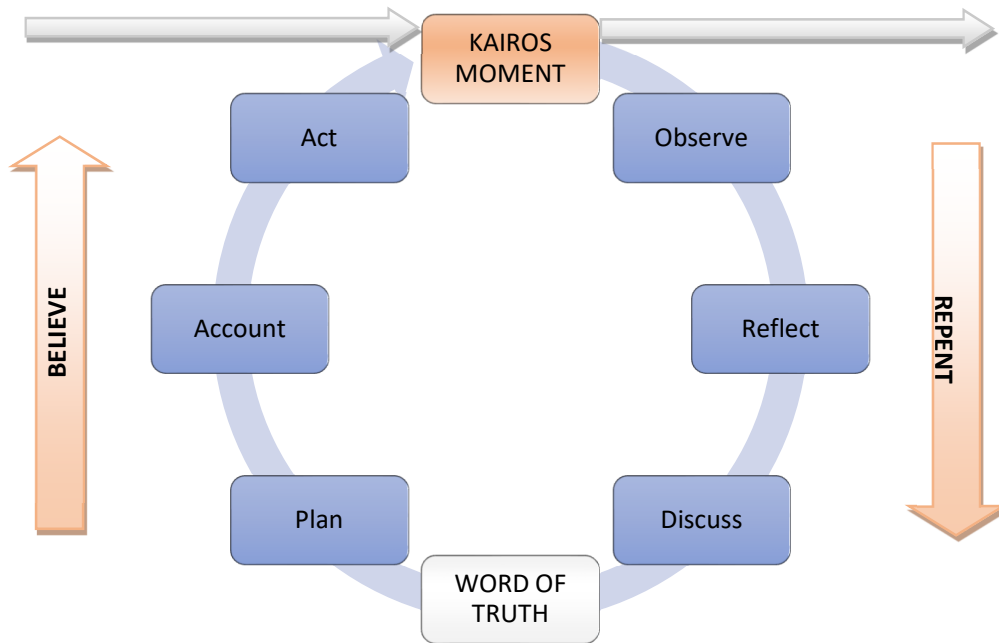 KAIROS
MOMENT
Act
Observe
BELIEVE
Account
Reflect
REPENT
Plan
Discuss
WORD OF
TRUTH